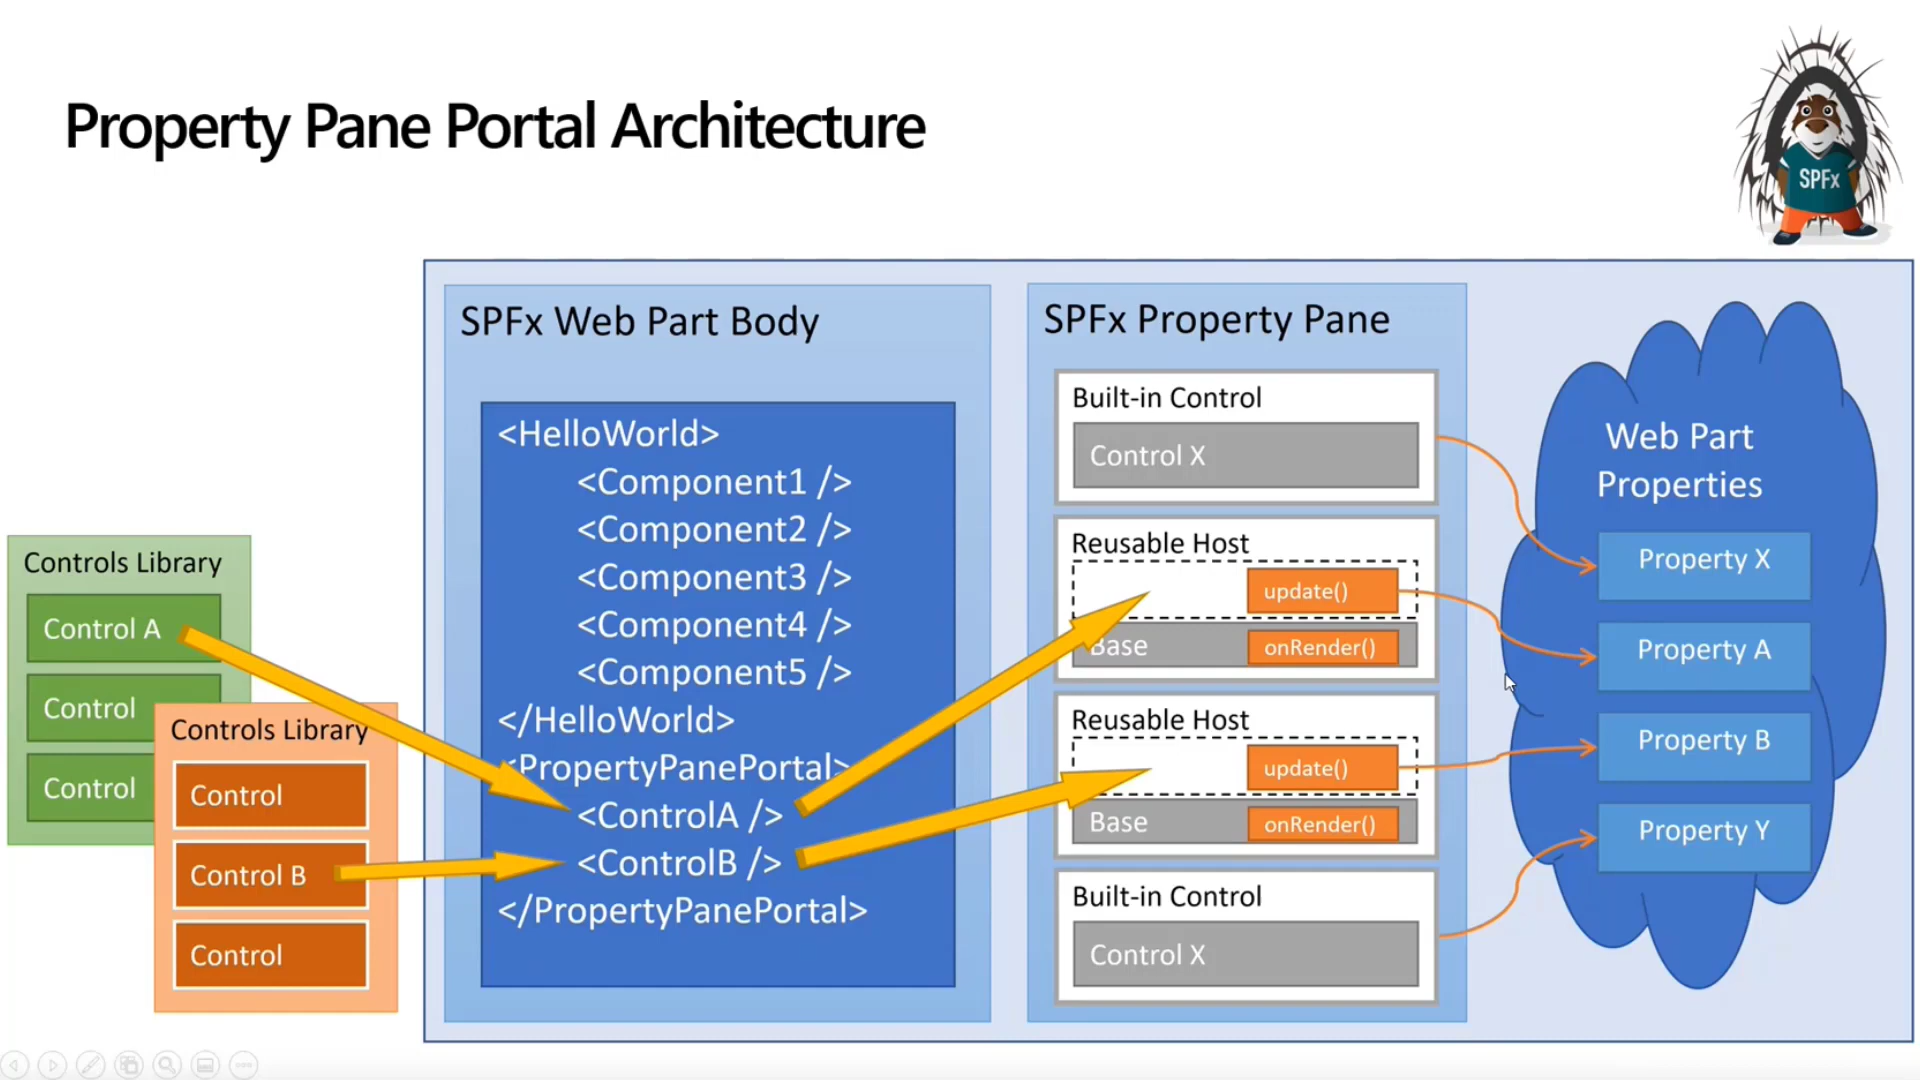 Property Pane Portal Architecture
SPFx
Controls Library
Control A
Control
Control
Controls Library
Control
Control B
Control
SPFx Web Part Body
<HelloWorld>
<Component1 />
<Component2 />
<Component3 />
<Component4 />
<Component5 />
</HelloWorld>
<PropertyPanePortal>
<ControlA />
<ControlB />
</PropertyPanePortal>
SPFx Property Pane
Built-in Control
Control X
Reusable Host
update()
Base
onRender()
Reusable Host
update()
Base
onRender()
Built-in Control
Control X
Web Part
Properties
Property X
Property A
Property B
Property Y